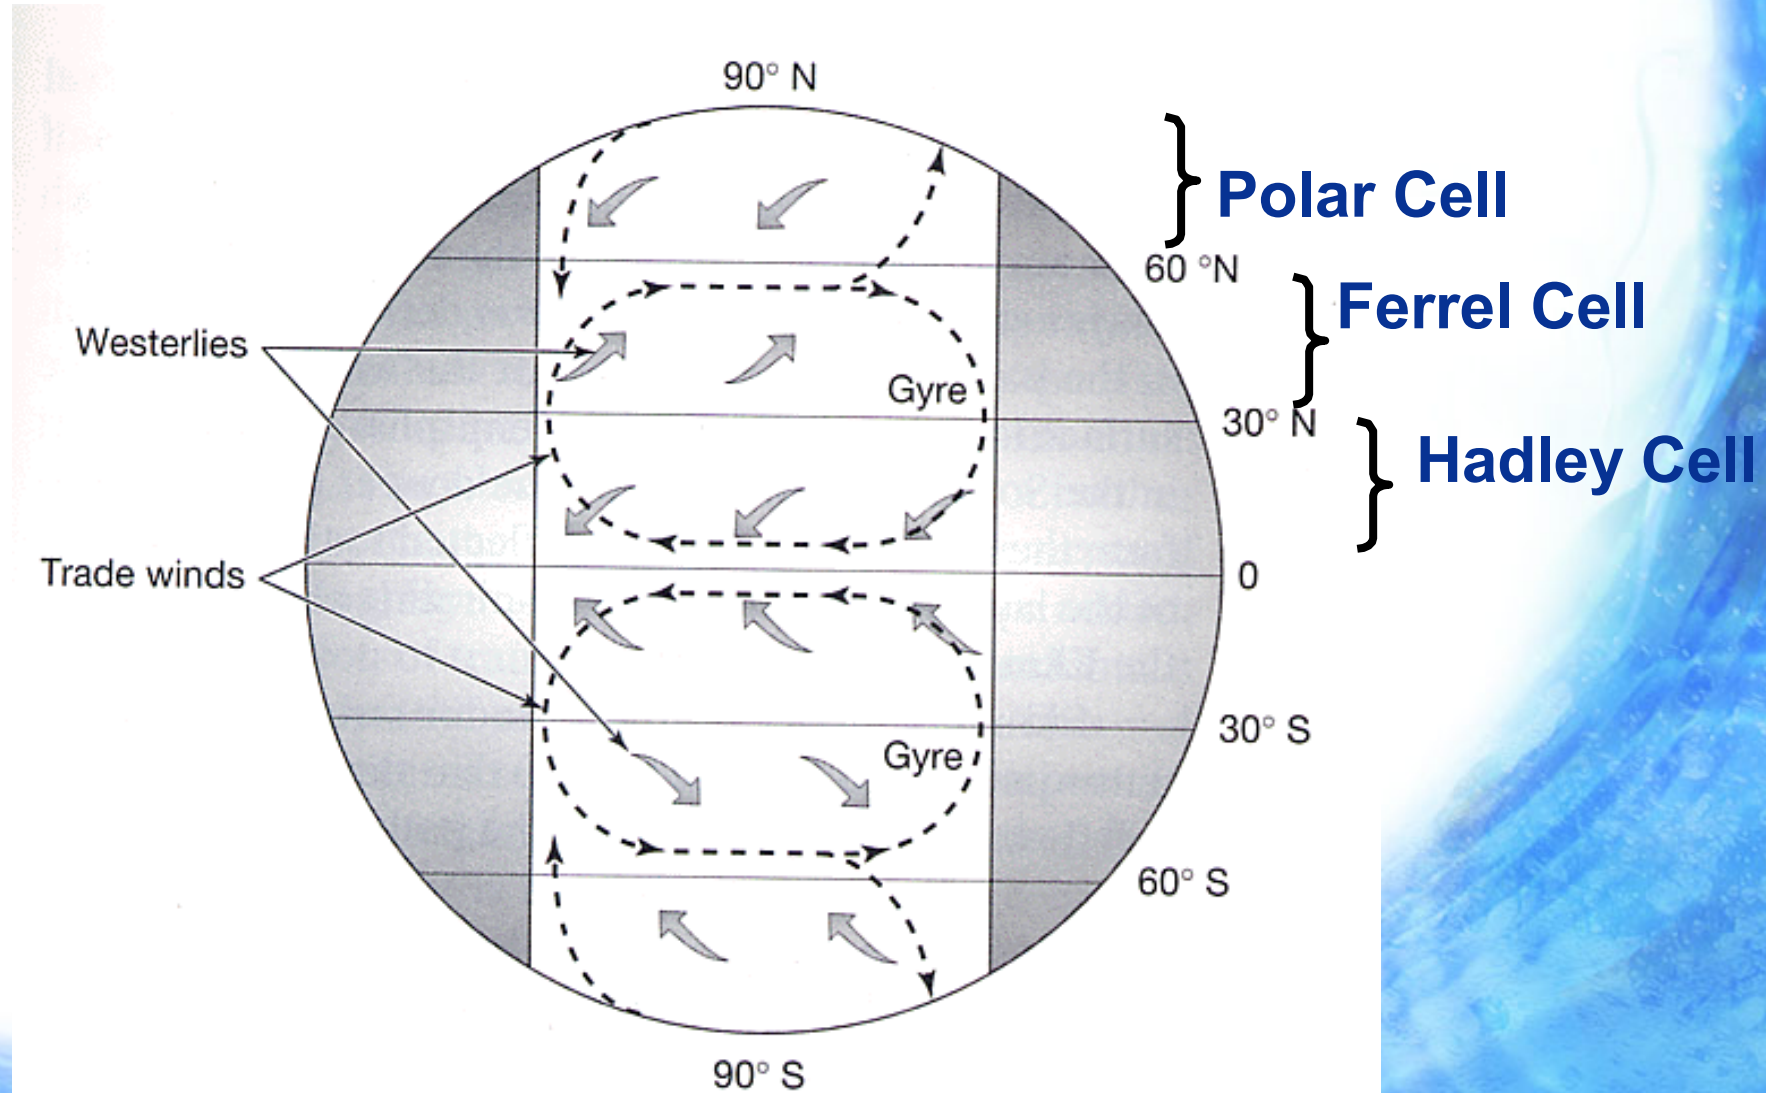 90° N
Polar Cell
60 °N
Ferrel Cell
Westerlies
Gyre
30° N
Hadley Cell
Trade winds
0
30° S
Gyre
60° S
90° S